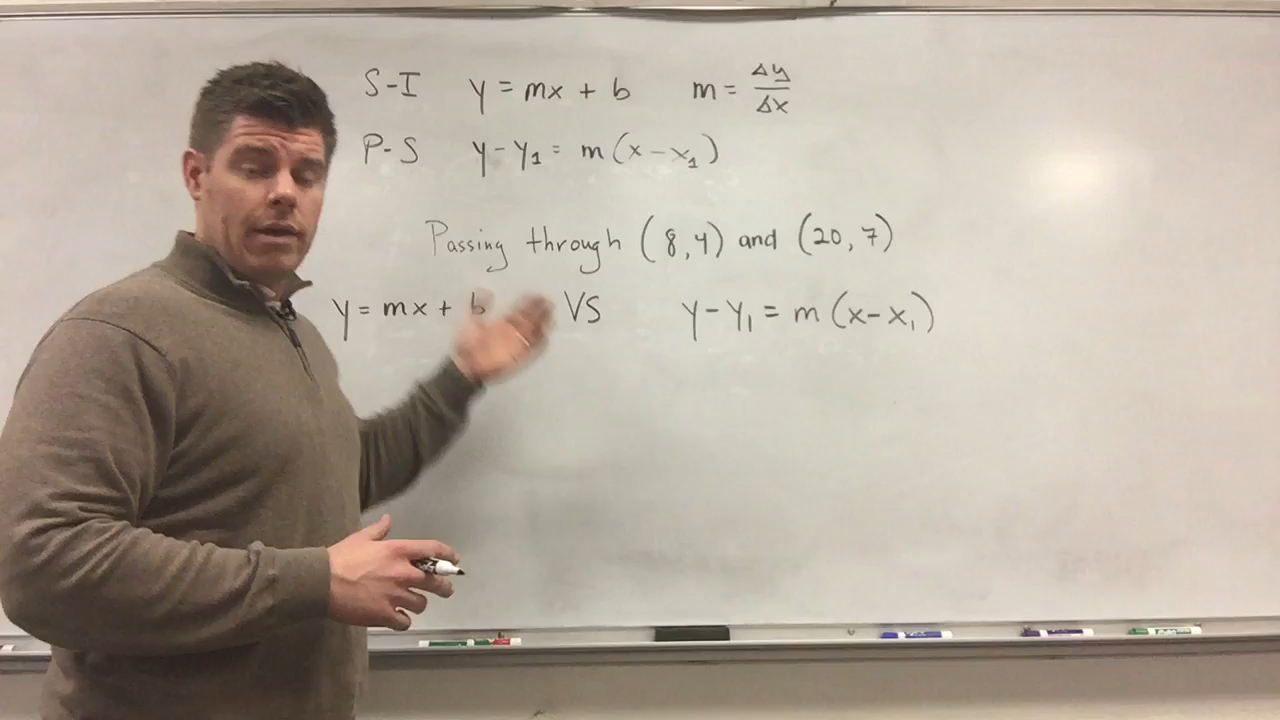 S-I y = mx + b m = Δy/Δx
P-S y - y₁ = m(x - x₁)
Passing through (8,4) and (20,7)
y = mx + b VS y - y₁ = m(x - x₁)